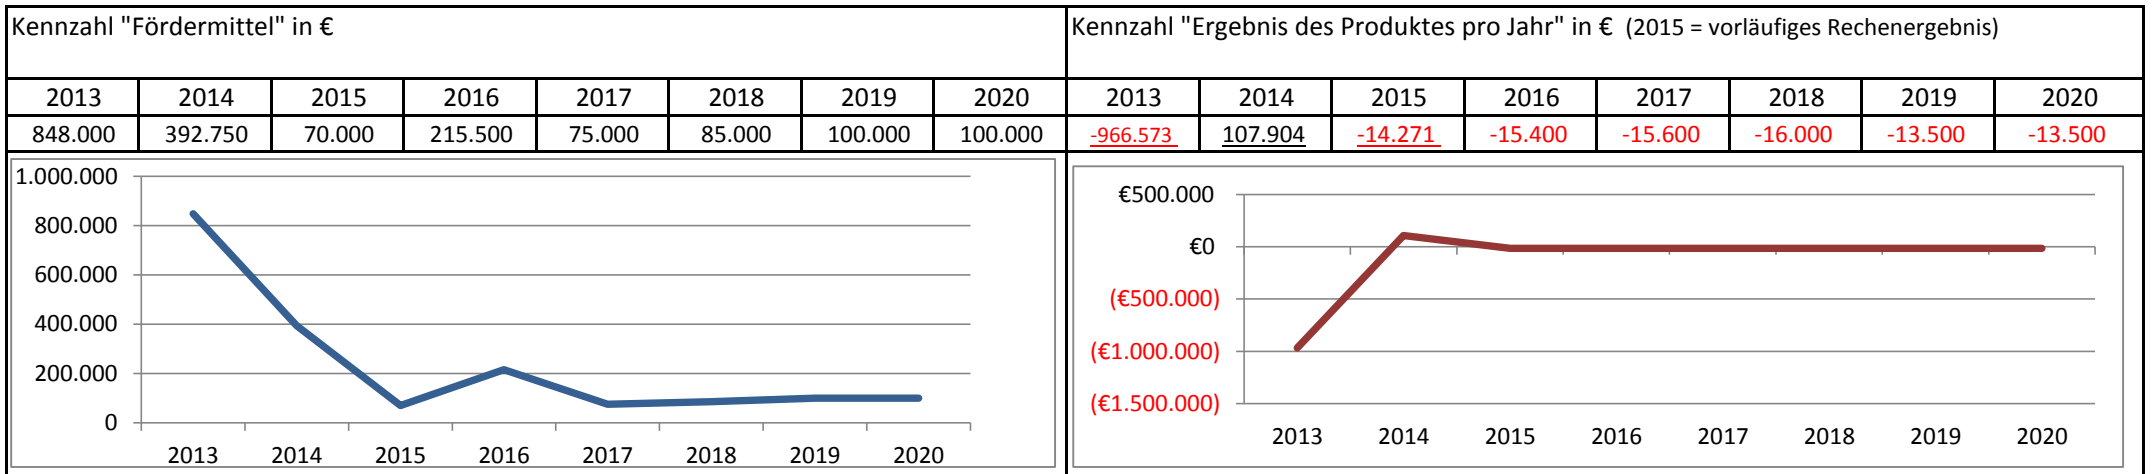 Kennzahl "Fördermittel" in €
2013 2014 2015 2016 2017 2018 2019 2020
848.000 392.750 70.000 215.500 75.000 85.000 100.000 100.000
1.000.000
800.000
600.000
400.000
200.000
0
2013 2014 2015 2016 2017 2018 2019 2020
Kennzahl "Ergebnis des Produktes pro Jahr" in € (2015 = vorläufiges Rechenergebnis)
2013 2014 2015 2016 2017 2018 2019 2020
-966.573 107.904 -14.271 -15.400 -15.600 -16.000 -13.500 -13.500
€500.000
€0
(€500.000)
(€1.000.000)
(€1.500.000)
2013 2014 2015 2016 2017 2018 2019 2020